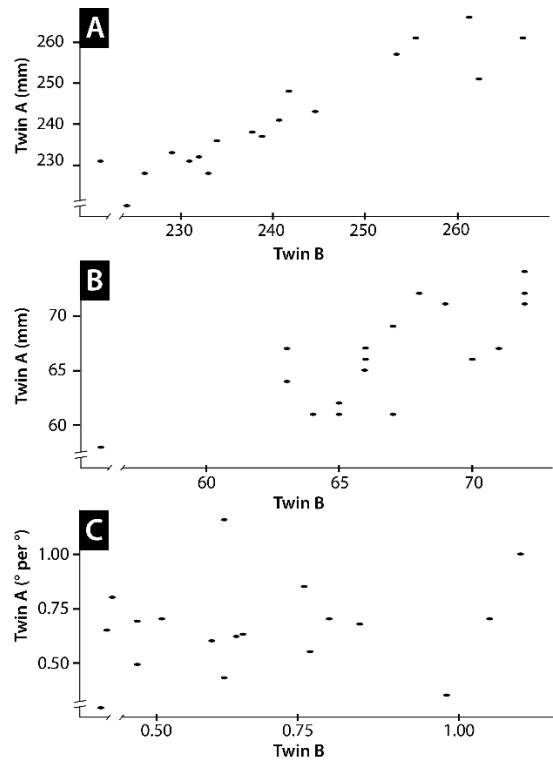 A
Twin A (mm)
260
250
240
230
230 240 250 260
Twin B
B
Twin A (mm)
70
65
60
60 65 70
Twin B
C
Twin A (° per °)
1.00
0.75
0.50
0.50 0.75 1.00
Twin B